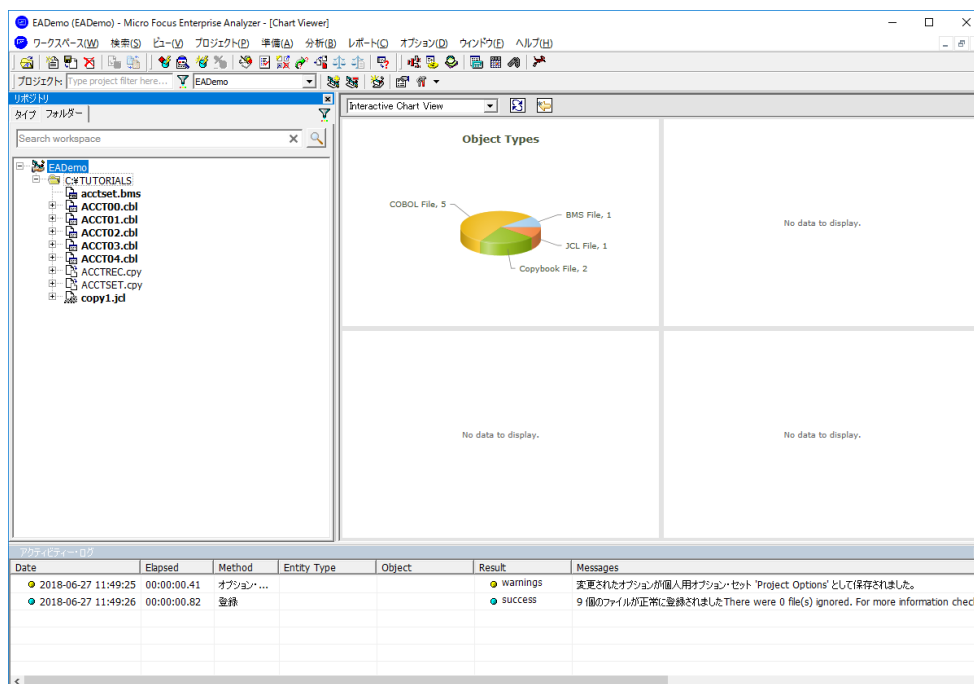 EADemo (EADemo) - Micro Focus Enterprise Analyzer - [Chart Viewer]
ワークスペース(W) 検索(S) ビュー(V) プロジェクト(P) 準備(A) 分析(B) レポート(C) オプション(D) ウィンドウ(E) ヘルプ(H)
プロジェクト: Type project filter here... EADemo
リポジトリ
タイプ フォルダー
Interactive Chart View
Search workspace
EADemo
C:¥TUTORIALS
acctset.bms
ACCT00.cbl
ACCT01.cbl
ACCT02.cbl
ACCT03.cbl
ACCT04.cbl
ACCTREC.cpy
ACCTSET.cpy
copy1.jcl
Object Types
COBOL File, 5
BMS File, 1
JCL File, 1
Copybook File, 2
No data to display.
No data to display.
No data to display.
アクティビティー・ログ
Date Elapsed Method Entity Type Object Result Messages
2018-06-27 11:49:25 00:00:00.41 オプション・... warnings 変更されたオプションが個人用オプション・セット 'Project Options' として保存されました。
2018-06-27 11:49:26 00:00:00.82 登録 success 9 個のファイルが正常に登録されましたThere were 0 file(s) ignored. For more information chec